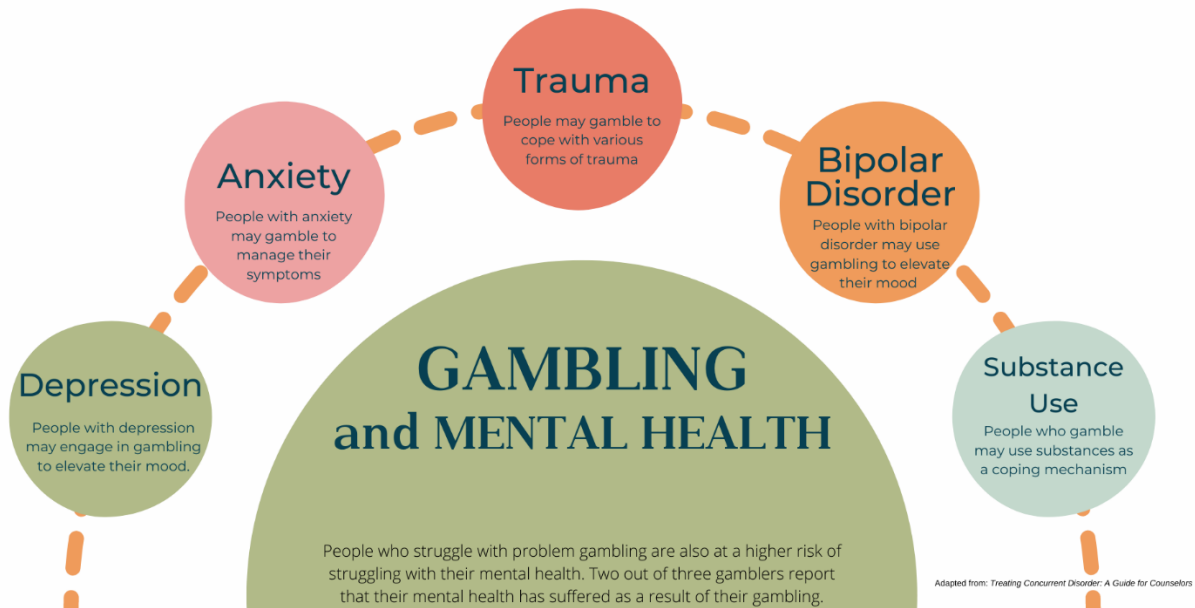 Trauma
People may gamble to
cope with various
forms of trauma
Anxiety
People with anxiety
may gamble to
manage their
symptoms
Bipolar
Disorder
People with bipolar
disorder may use
gambling to elevate
their mood
Depression
People with depression
may engage in gambling
to elevate their mood.
Substance
Use
People who gamble
may use substances as
a coping mechanism
GAMBLING
and MENTAL HEALTH
People who struggle with problem gambling are also at a higher risk of
struggling with their mental health. Two out of three gamblers report
that their mental health has suffered as a result of their gambling.
Adapted from: Treating Concurrent Disorder: A Guide for Counselors